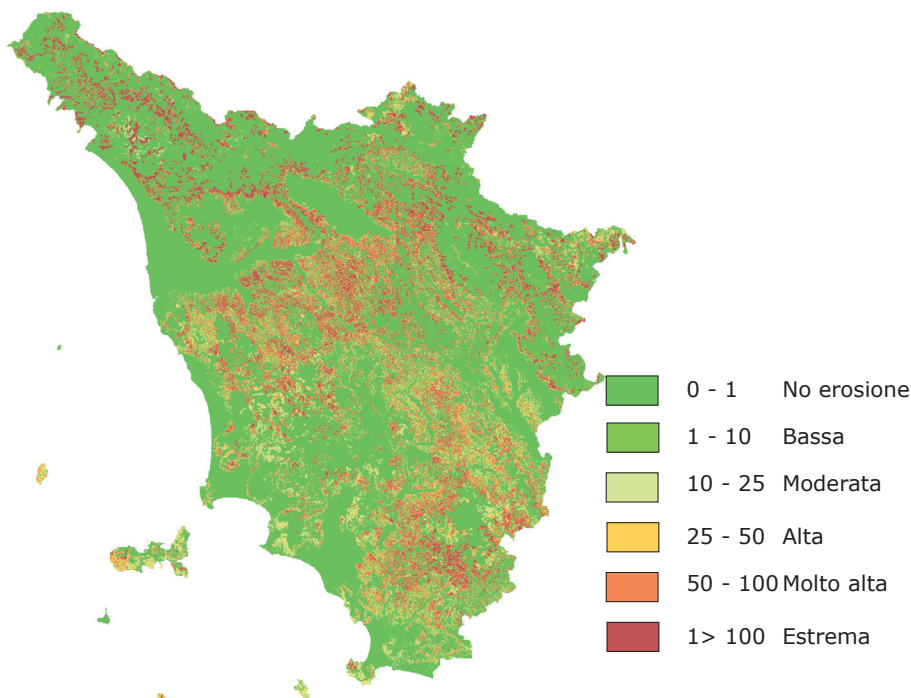 0 - 1 No erosione
1 - 10 Bassa
10 - 25 Moderata
25 - 50 Alta
50 - 100 Molto alta
1> 100 Estrema